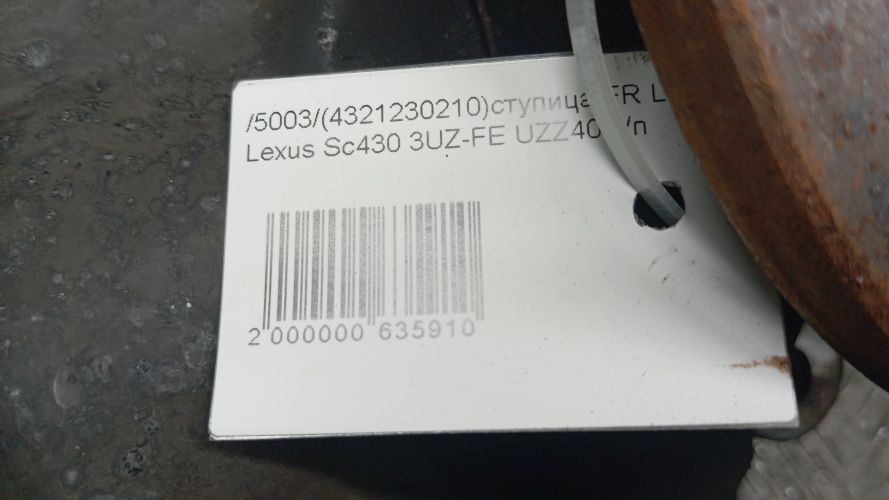 /5003/(4321230210)ступица FR L
Lexus Sc430 3UZ-FE UZZ40 /п
2 000000 635910